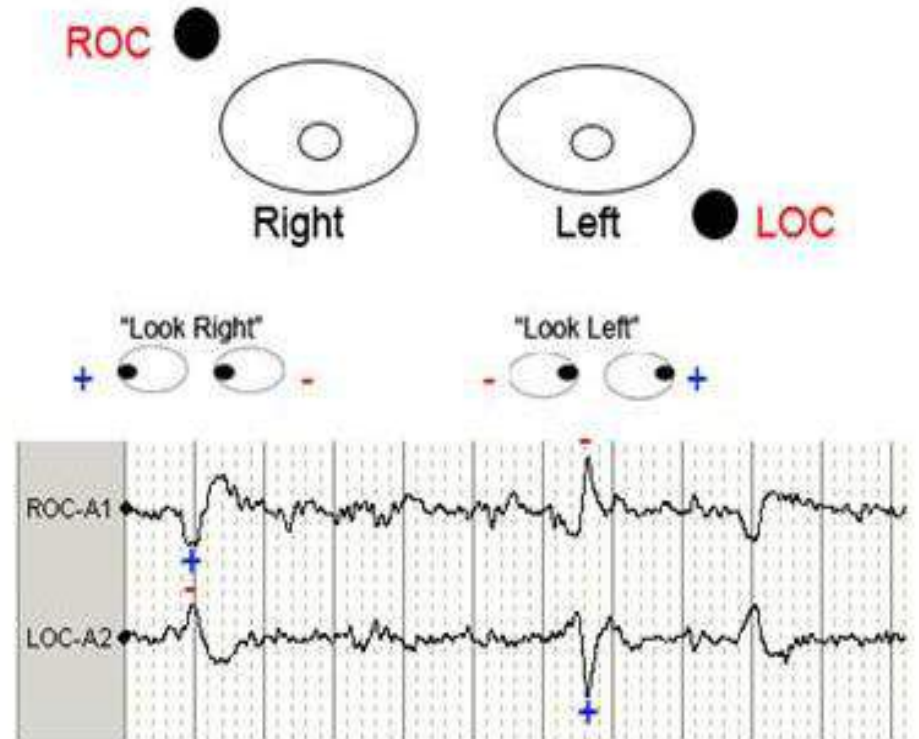 ROC
Right Left
LOC
"Look Right" "Look Left"
+ - - +
-
ROC-A1
+
-
LOC-A2
+